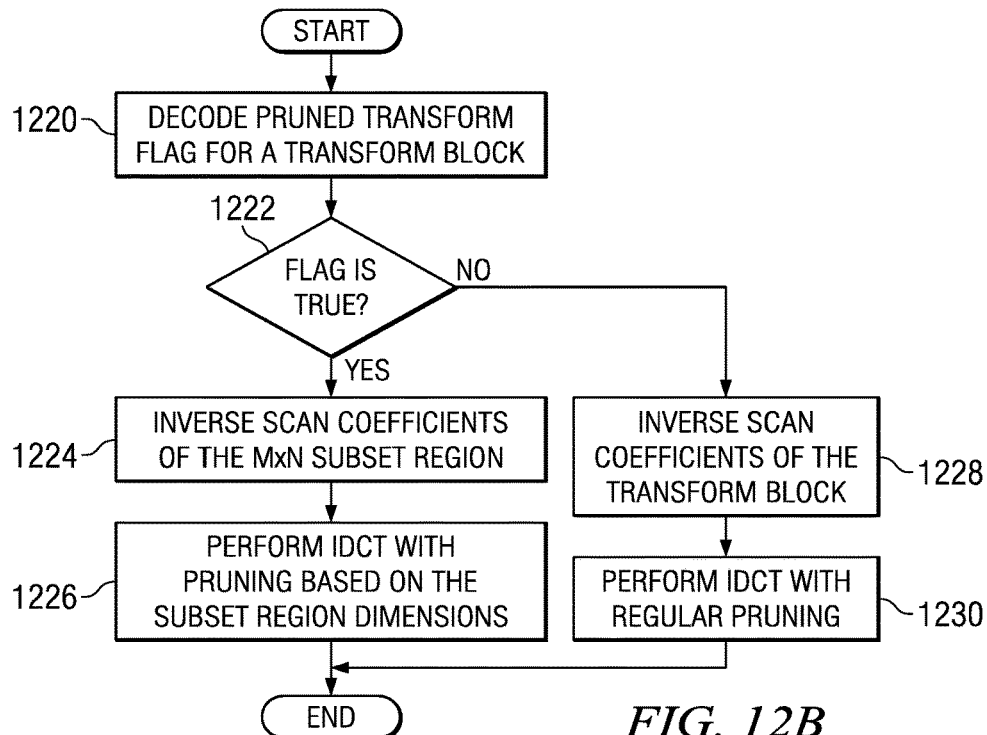 START
1220
DECODE PRUNED TRANSFORM
FLAG FOR A TRANSFORM BLOCK
1222
FLAG IS
TRUE?
NO
YES
1224
INVERSE SCAN COEFFICIENTS
OF THE MxN SUBSET REGION
INVERSE SCAN
COEFFICIENTS OF THE
TRANSFORM BLOCK
1228
1226
PERFORM IDCT WITH
PRUNING BASED ON THE
SUBSET REGION DIMENSIONS
PERFORM IDCT WITH
REGULAR PRUNING
1230
END
FIG. 12B